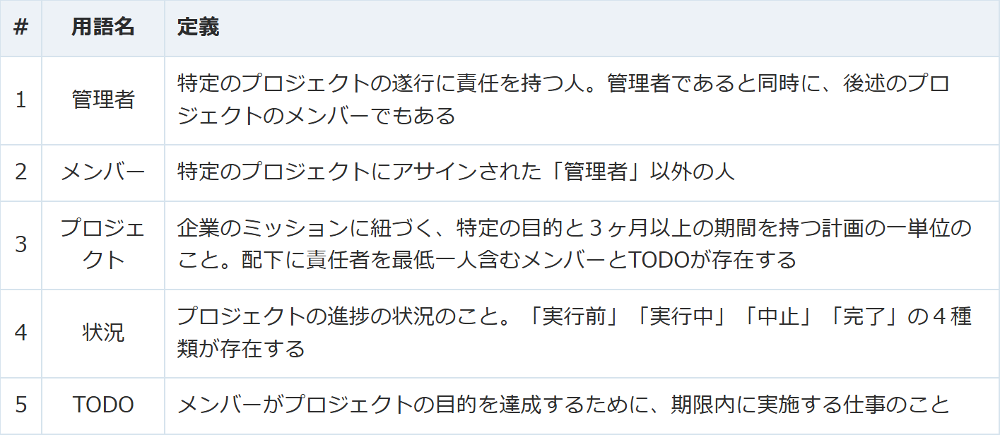 # 用語名 定義
1 管理者 特定のプロジェクトの遂行に責任を持つ人。管理者であると同時に、後述のプロ
ジェクトのメンバーでもある
2 メンバー 特定のプロジェクトにアサインされた「管理者」以外の人
3 プロジェ
クト 企業のミッションに紐づく、特定の目的と３ヶ月以上の期間を持つ計画の一単位の
こと。配下に責任者を最低一人含むメンバーとTODOが存在する
4 状況 プロジェクトの進捗の状況のこと。「実行前」「実行中」「中止」「完了」の４種
類が存在する
5 TODO メンバーがプロジェクトの目的を達成するために、期限内に実施する仕事のこと